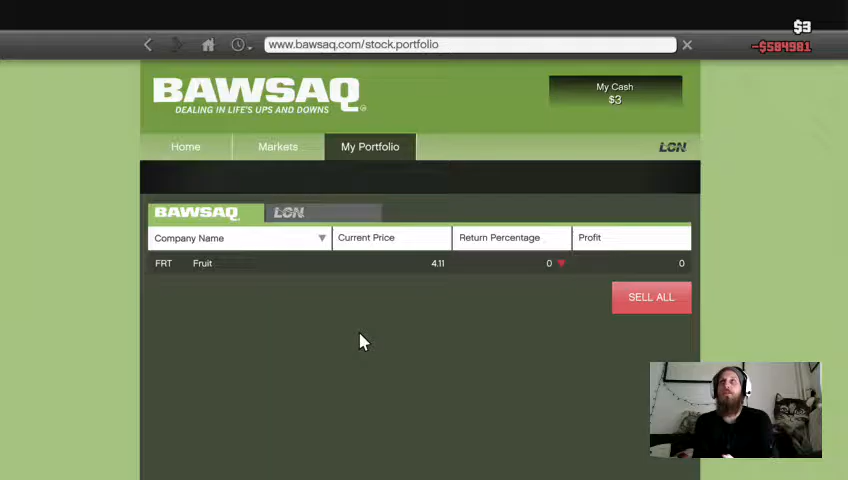 $3
-$584981
www.bawsaq.com/stock.portfolio
BAWSAQ
DEALING IN LIFE'S UPS AND DOWNS
My Cash
$3
Home
Markets
My Portfolio
LCN
BAWSAQ
LCN
Company Name
Current Price
Return Percentage
Profit
FRT Fruit 4.11 0 0
SELL ALL